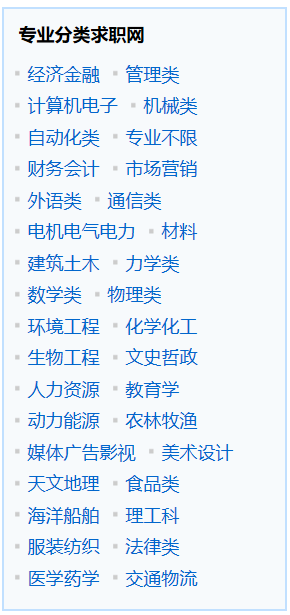 专业分类求职网
经济金融 管理类
计算机电子 机械类
自动化类 专业不限
财务会计 市场营销
外语类 通信类
电机电气电力 材料
建筑土木 力学类
数学类 物理类
环境工程 化学化工
生物工程 文史哲政
人力资源 教育学
动力能源 农林牧渔
媒体广告影视 美术设计
天文地理 食品类
海洋船舶 理工科
服装纺织 法律类
医学药学 交通物流